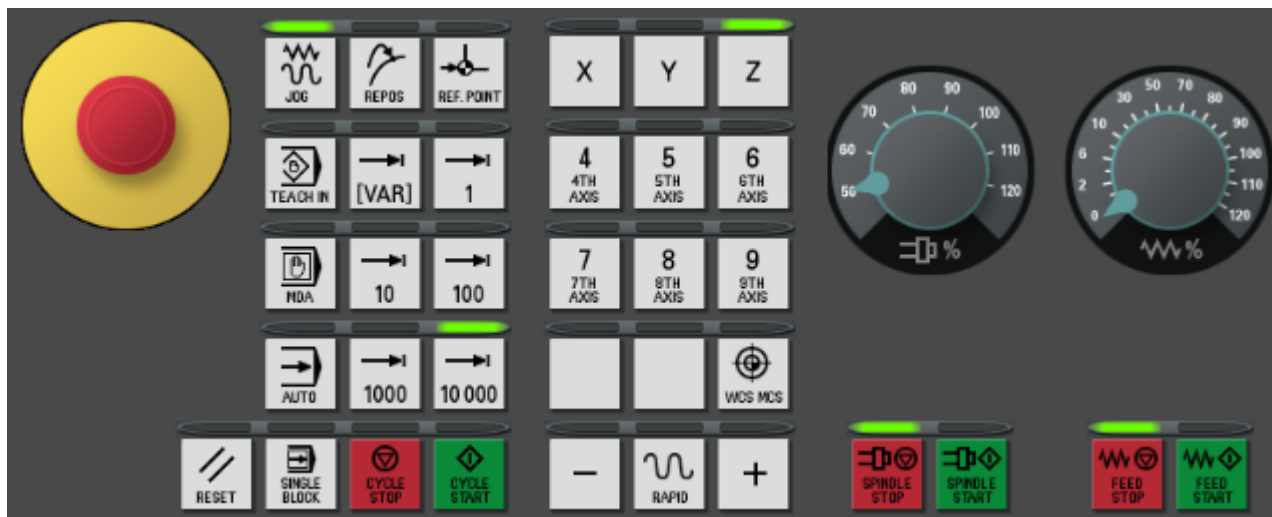 JOG
REPOS
REF. POINT
X
Y
Z
TEACH IN
[VAR]
1
4
4TH
AXIS
5
5TH
AXIS
6
6TH
AXIS
MDA
10
100
7
7TH
AXIS
8
8TH
AXIS
9
9TH
AXIS
AUTO
1000
10 000
WCS MCS
RESET
SINGLE
BLOCK
CYCLE
STOP
CYCLE
START
−
RAPID
+
50
60
70
80
90
100
110
120
%
0
2
6
10
30
50
70
80
90
100
110
120
%
SPINDLE
STOP
SPINDLE
START
FEED
STOP
FEED
START